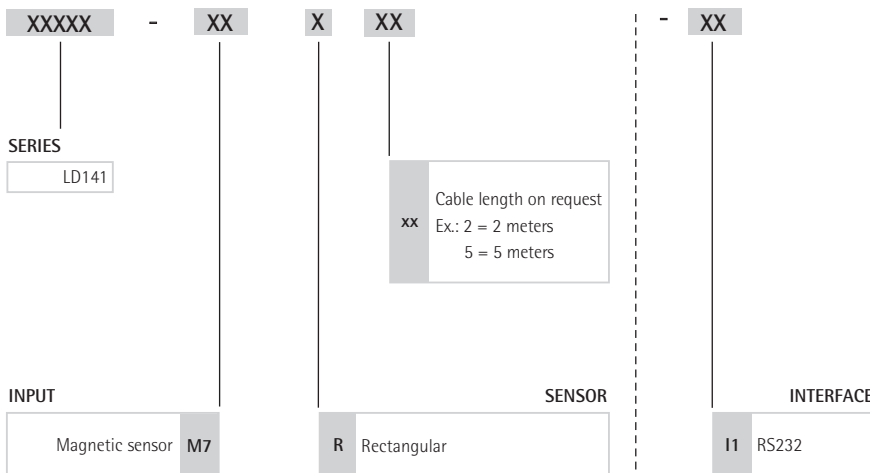 XXXXX - XX X XX - XX
SERIES
LD141
Cable length on request
xx Ex.: 2 = 2 meters
5 = 5 meters
INPUT SENSOR INTERFACE
Magnetic sensor M7 R Rectangular I1 RS232